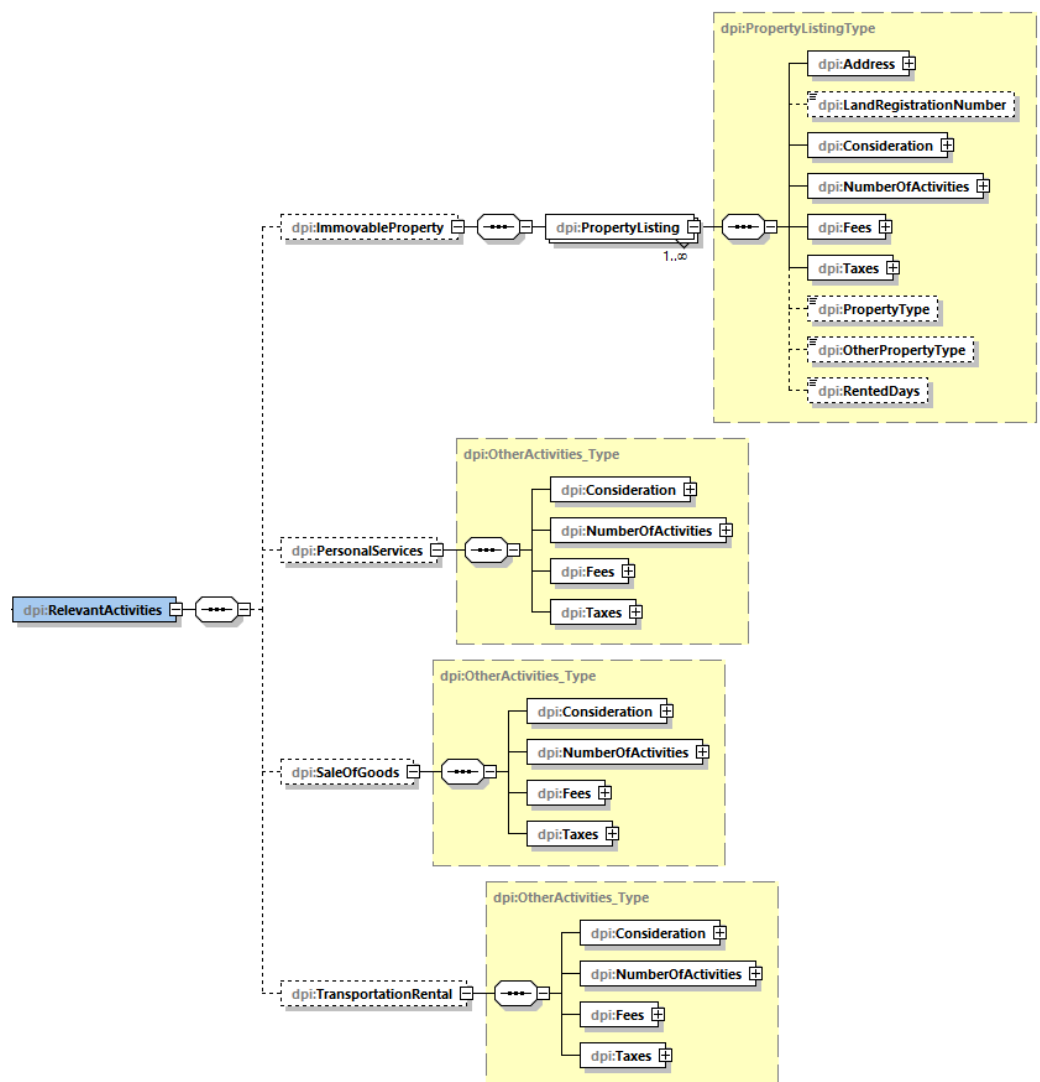 dpi:PropertyListingType
dpi:Address
dpi:LandRegistrationNumber
dpi:Consideration
dpi:NumberOfActivities
dpi:ImmovableProperty
dpi:PropertyListing
dpi:Fees
1..∞
dpi:Taxes
dpi:PropertyType
dpi:OtherPropertyType
dpi:RentedDays
dpi:OtherActivities_Type
dpi:Consideration
dpi:NumberOfActivities
dpi:PersonalServices
dpi:Fees
dpi:Taxes
dpi:RelevantActivities
dpi:OtherActivities_Type
dpi:Consideration
dpi:NumberOfActivities
dpi:SaleOfGoods
dpi:Fees
dpi:Taxes
dpi:OtherActivities_Type
dpi:Consideration
dpi:NumberOfActivities
dpi:TransportationRental
dpi:Fees
dpi:Taxes